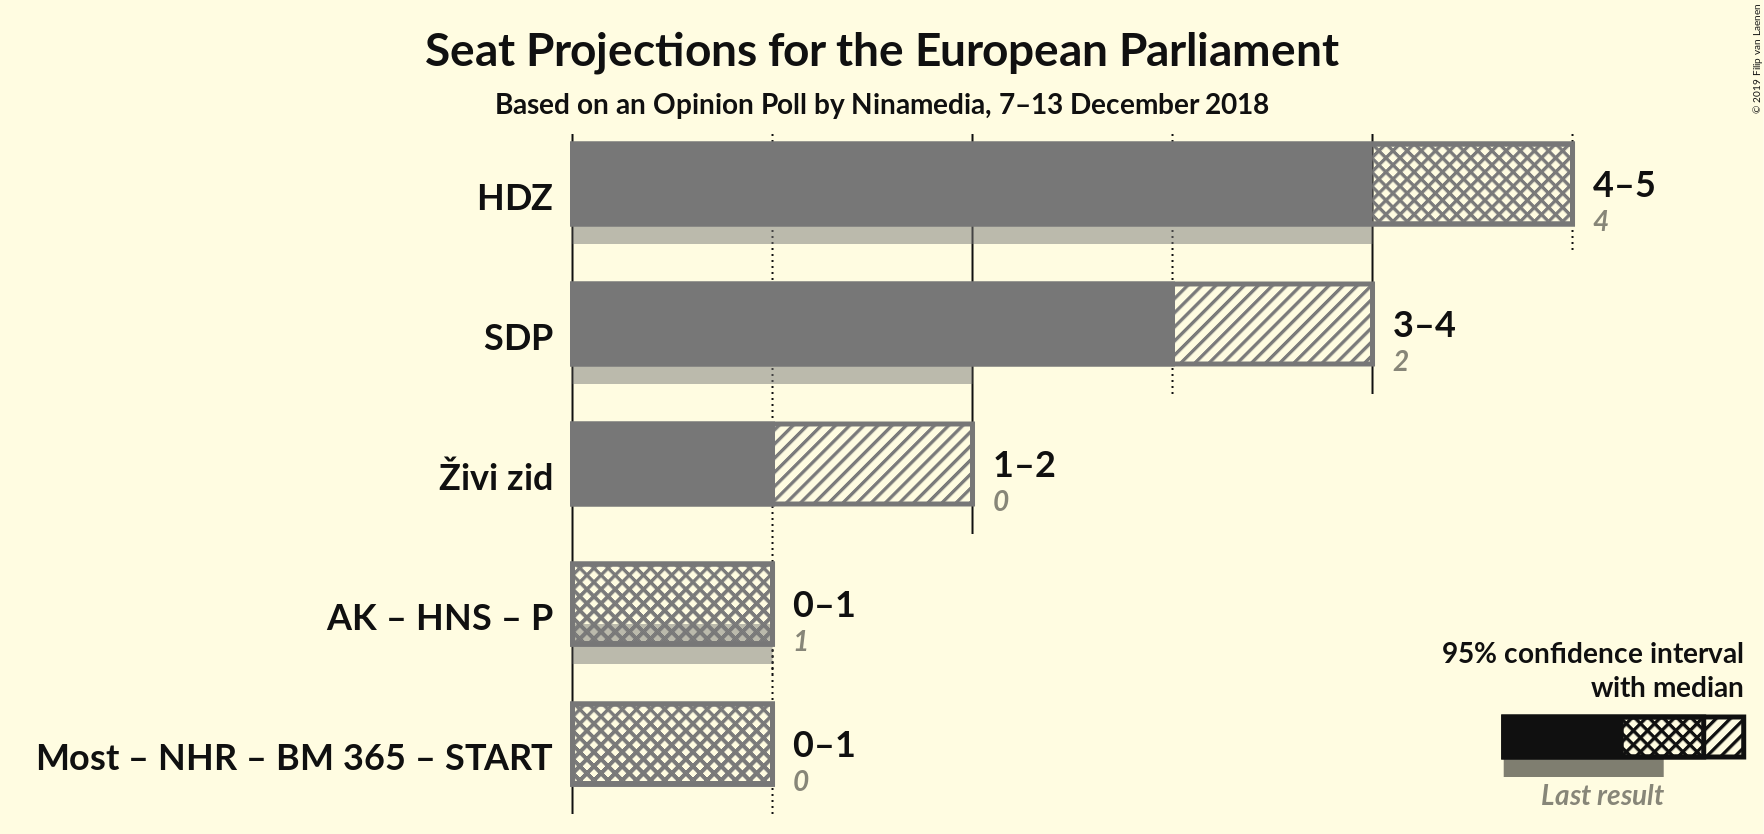 Seat Projections for the European Parliament
Based on an Opinion Poll by Ninamedia, 7–13 December 2018
© 2019 Filip van Laenen
HDZ
4–5
4
SDP
3–4
2
Živi zid
1–2
0
AK – HNS – P
0–1
1
Most – NHR – BM 365 – START
0–1
0
95% confidence interval
with median
Last result